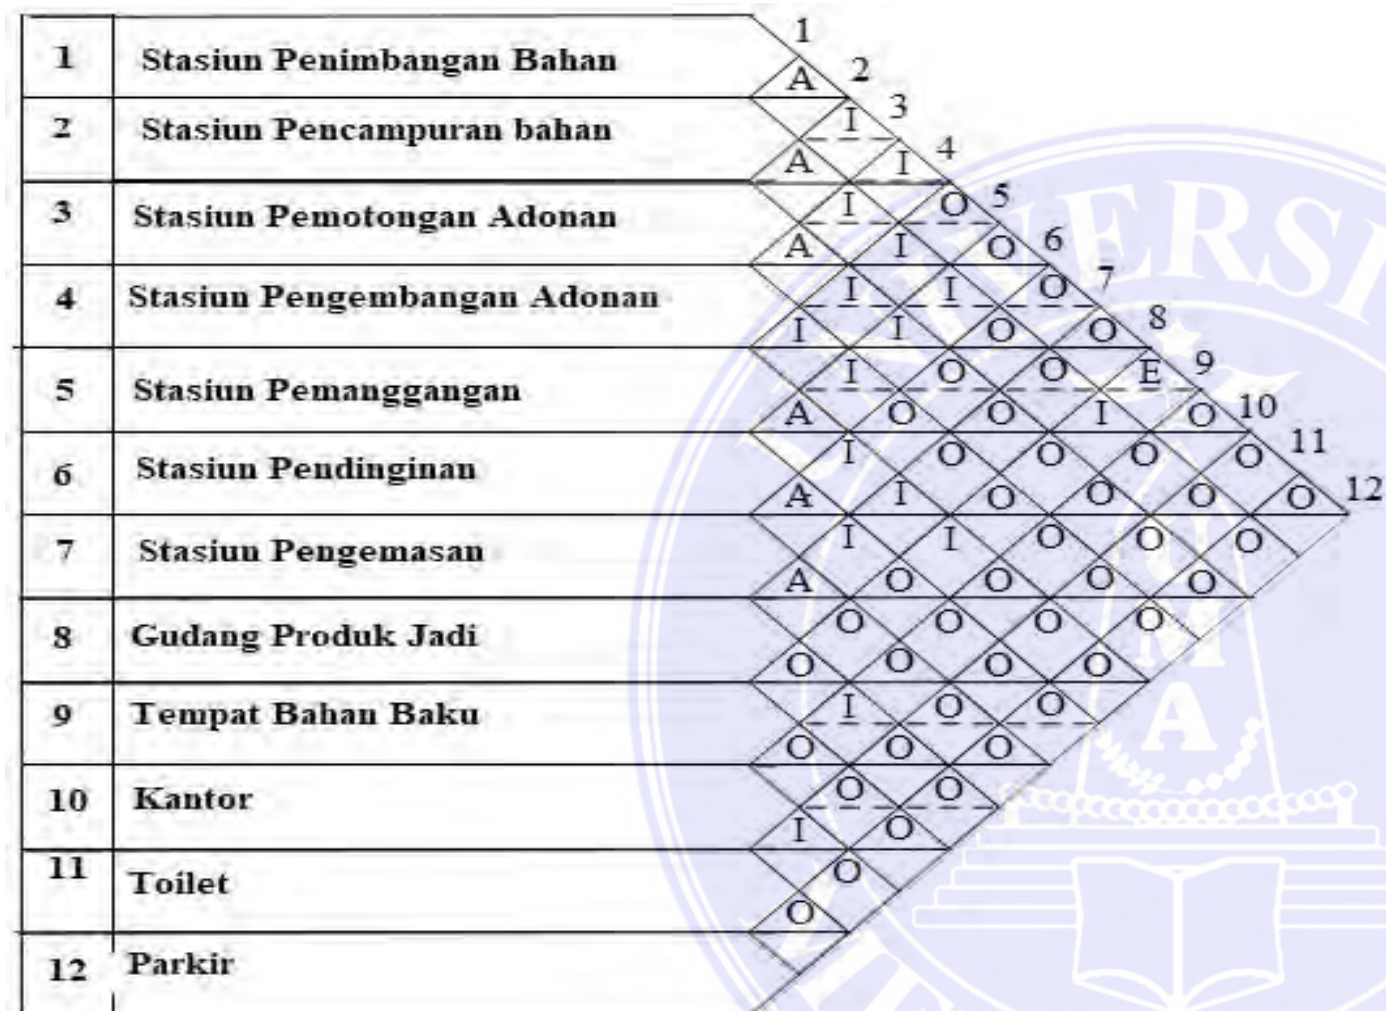 1
1 Stasiun Penimbangan Bahan
A 2
I 3
2 Stasiun Pencampuran bahan
A I 4
I O 5
3 Stasiun Pemotongan Adonan
A I O 6
I I O 7
4 Stasiun Pengembangan Adonan
I I O O 8
I O O E 9
5 Stasiun Pemanggangan
A O O I O 10
I O O O O 11
6 Stasiun Pendinginan
A I O O O O 12
I I O O O
7 Stasiun Pengemasan
A O O O O
O O O O
8 Gudang Produk Jadi
O O O O
I O O
9 Tempat Bahan Baku
O O O
O O
10 Kantor
I O
O
11 Toilet
O
12 Parkir